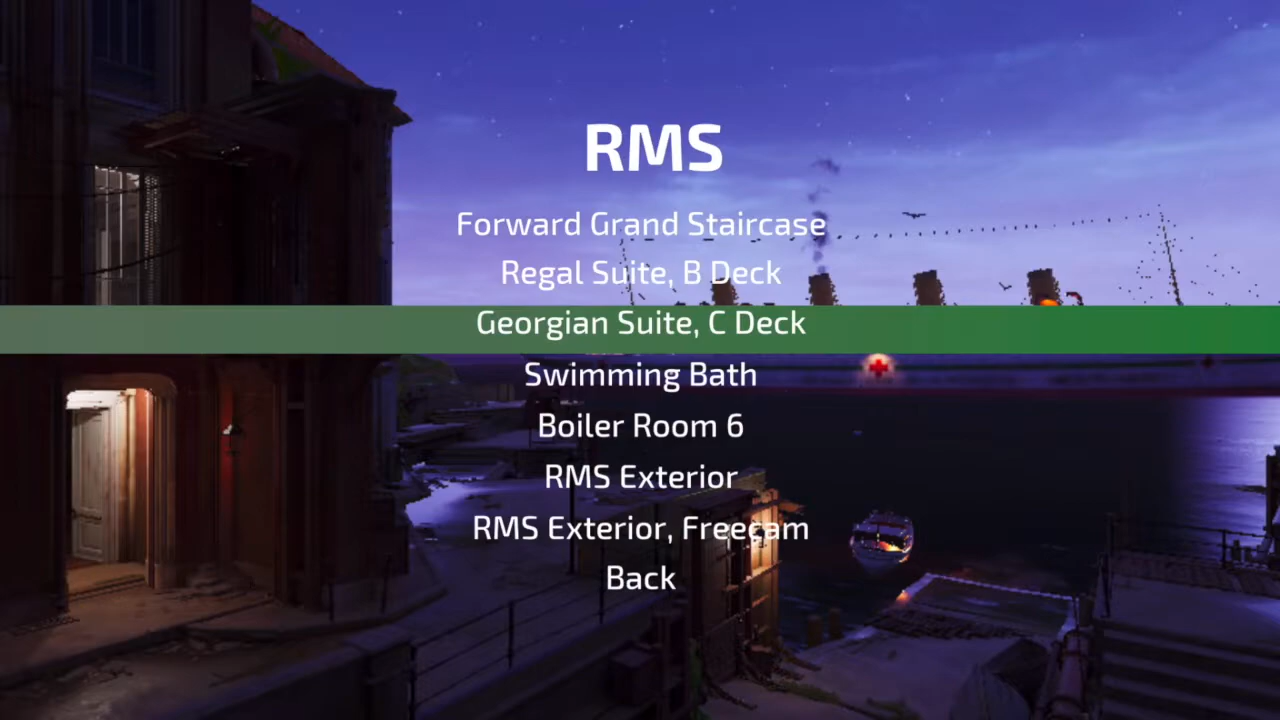 RMS
Forward Grand Staircase
Regal Suite, B Deck
Georgian Suite, C Deck
Swimming Bath
Boiler Room 6
RMS Exterior
RMS Exterior, Freecam
Back